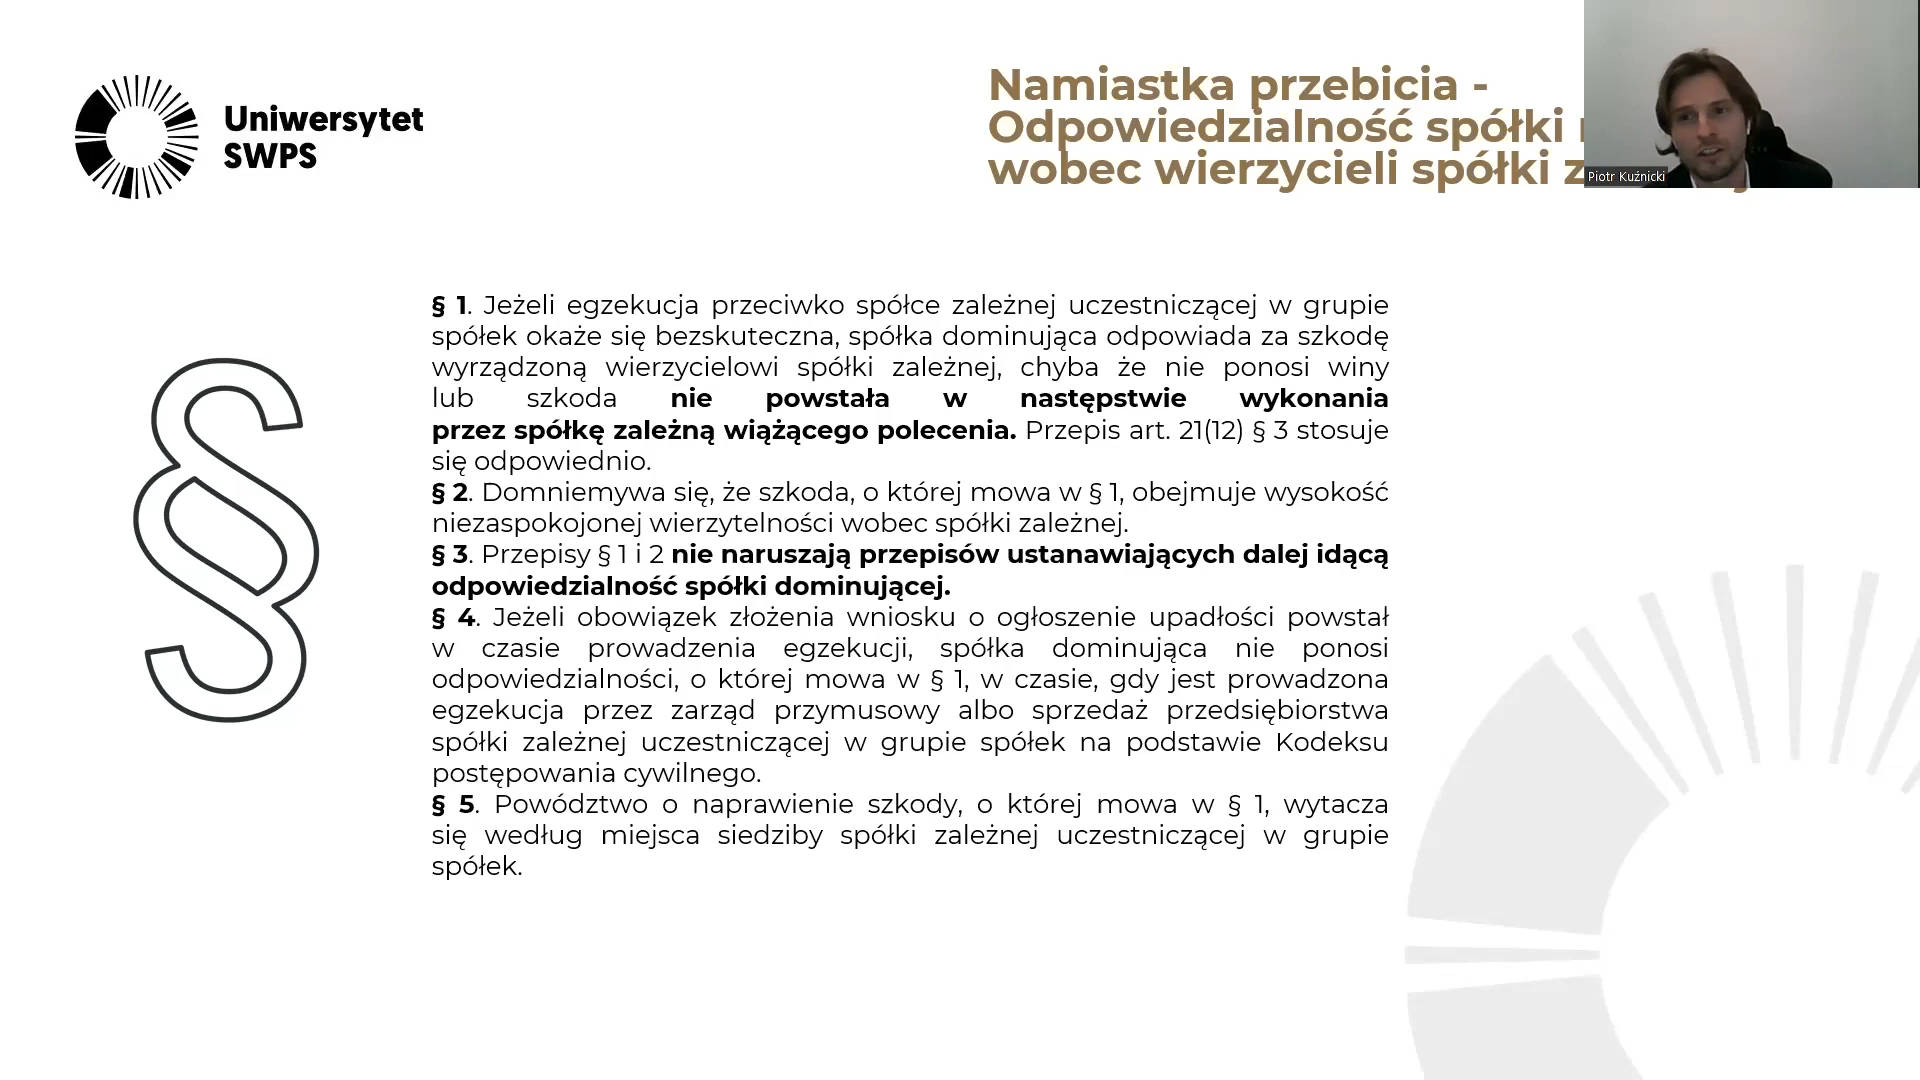 Uniwersytet
SWPS
Namiastka przebicia -
Odpowiedzialność spółki
wobec wierzycieli spółki
Piotr Kuźnicki
§ 1. Jeżeli egzekucja przeciwko spółce zależnej uczestniczącej w grupie
spółek okaże się bezskuteczna, spółka dominująca odpowiada za szkodę
wyrządzoną wierzycielowi spółki zależnej, chyba że nie ponosi winy
lub szkoda nie powstała w następstwie wykonania
przez spółkę zależną wiążącego polecenia. Przepis art. 21(12) § 3 stosuje
się odpowiednio.
§ 2. Domniemywa się, że szkoda, o której mowa w § 1, obejmuje wysokość
niezaspokojonej wierzytelności wobec spółki zależnej.
§ 3. Przepisy § 1 i 2 nie naruszają przepisów ustanawiających dalej idącą
odpowiedzialność spółki dominującej.
§ 4. Jeżeli obowiązek złożenia wniosku o ogłoszenie upadłości powstał
w czasie prowadzenia egzekucji, spółka dominująca nie ponosi
odpowiedzialności, o której mowa w § 1, w czasie, gdy jest prowadzona
egzekucja przez zarząd przymusowy albo sprzedaż przedsiębiorstwa
spółki zależnej uczestniczącej w grupie spółek na podstawie Kodeksu
postępowania cywilnego.
§ 5. Powództwo o naprawienie szkody, o której mowa w § 1, wytacza
się według miejsca siedziby spółki zależnej uczestniczącej w grupie
spółek.